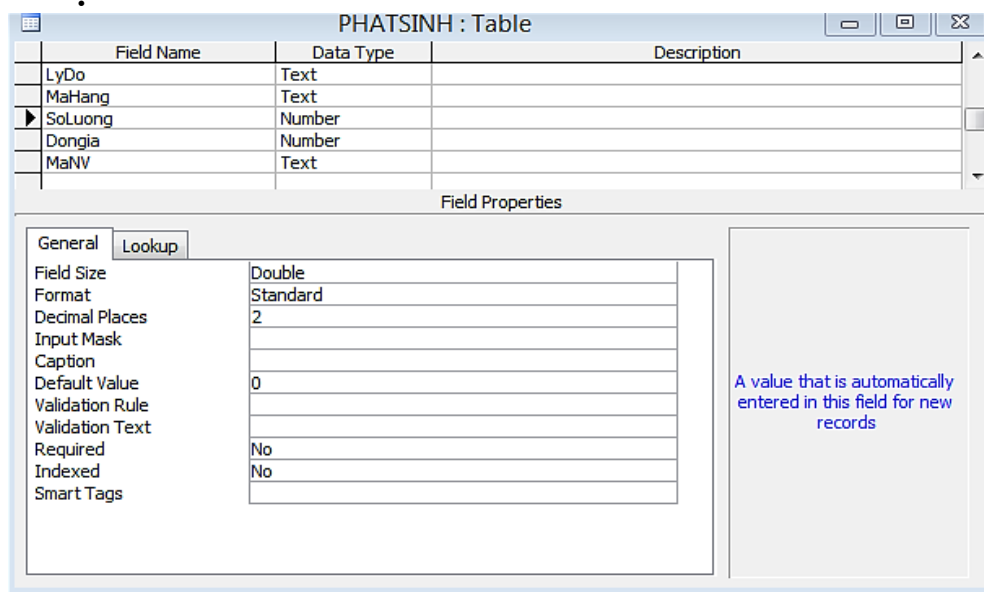 PHATSINH : Table
Field Name Data Type Description
LyDo Text
MaHang Text
SoLuong Number
Dongia Number
MaNV Text
Field Properties
General Lookup
Field Size Double
Format Standard
Decimal Places 2
Input Mask
Caption
Default Value 0
Validation Rule
Validation Text
Required No
Indexed No
Smart Tags
A value that is automatically
entered in this field for new
records